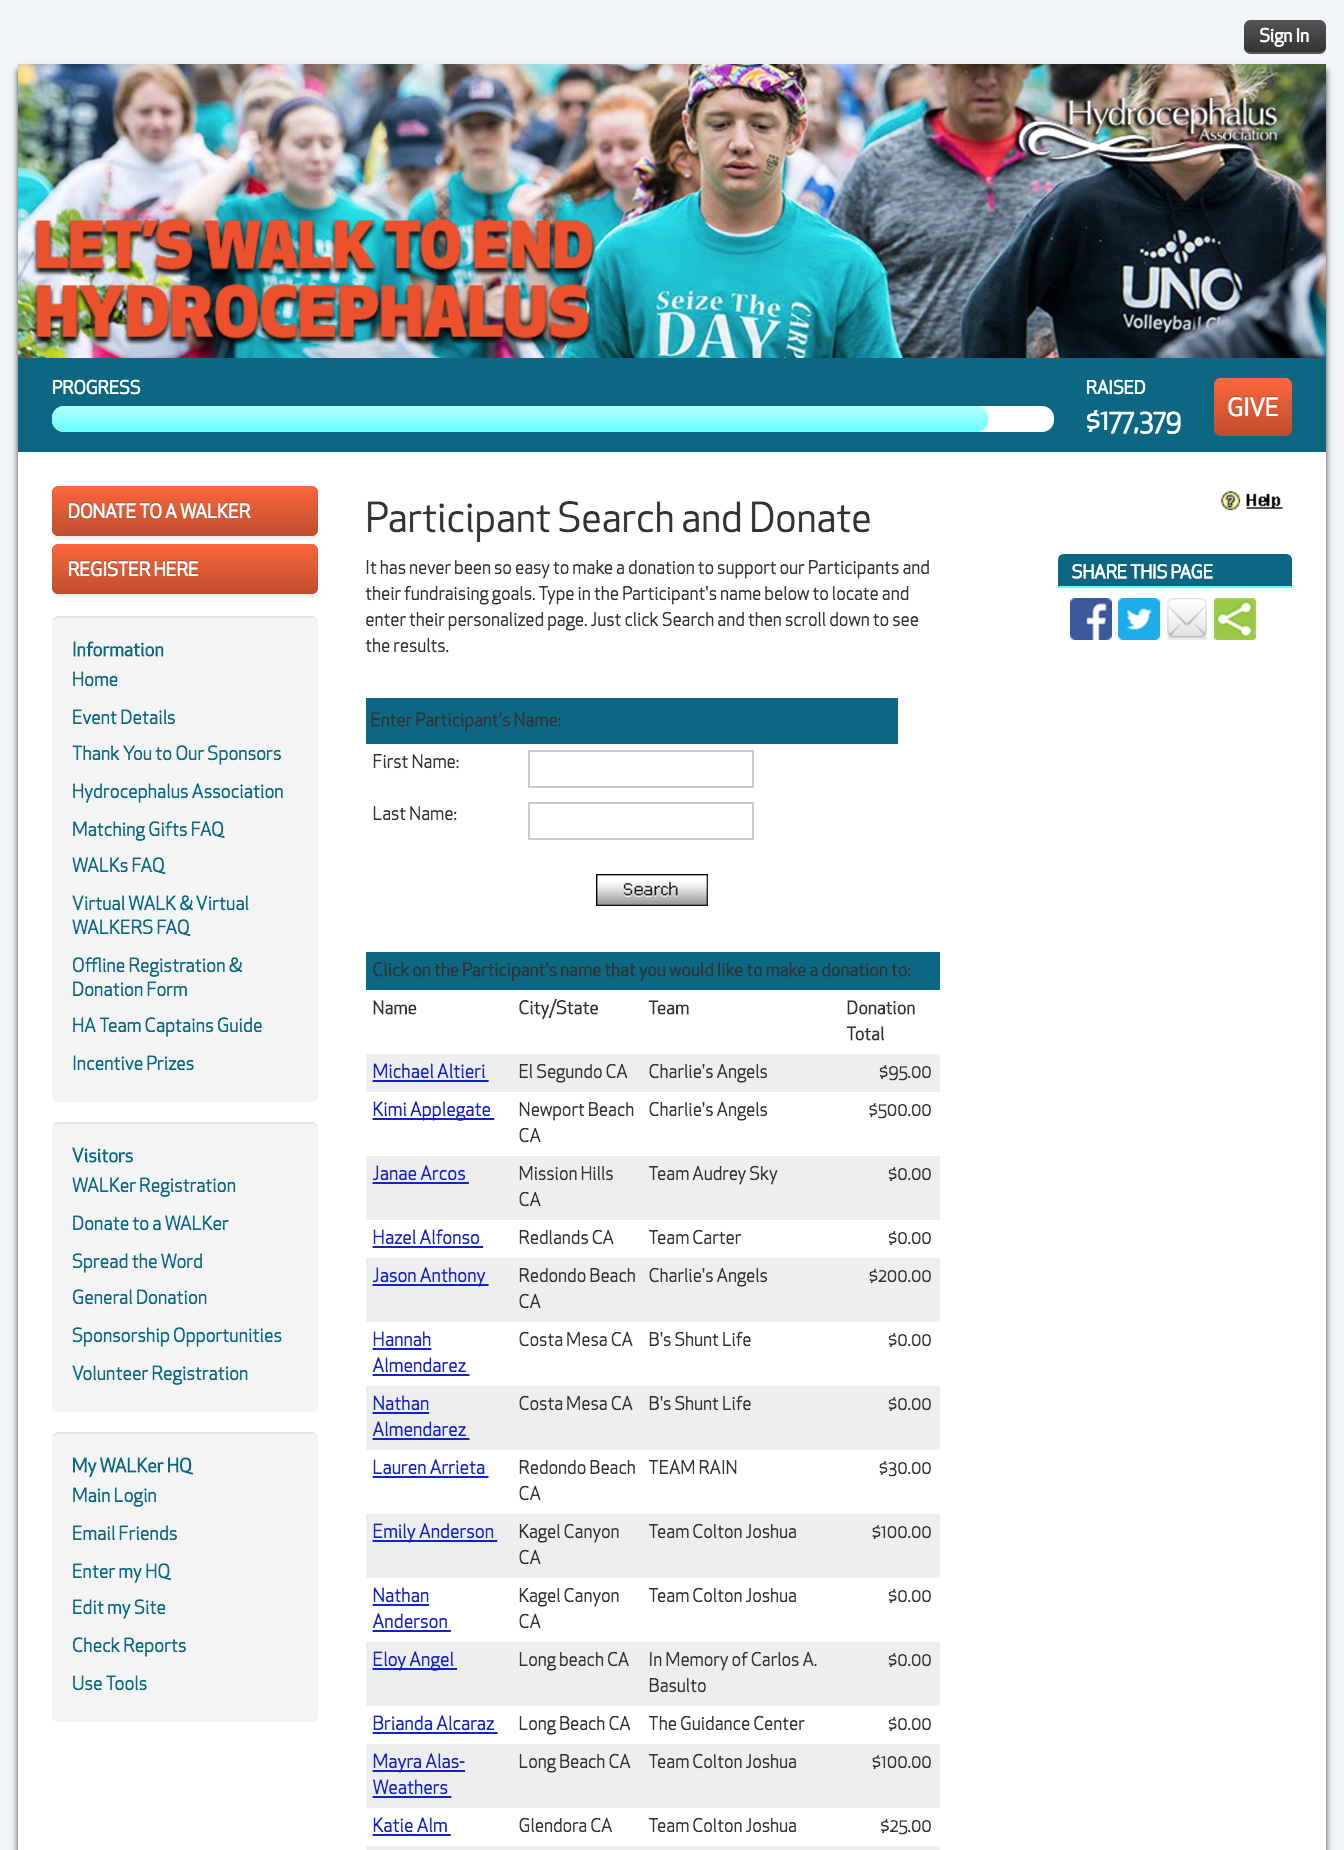 Sign In
Hydrocephalus
Association
LET'S WALK TO END
HYDROCEPHALUS
Seize The
DAY
CARP
UNO
Volleyball Cl
PROGRESS
RAISED
$177,379
GIVE
DONATE TO A WALKER
REGISTER HERE
Information
Home
Event Details
Thank You to Our Sponsors
Hydrocephalus Association
Matching Gifts FAQ
WALKs FAQ
Virtual WALK & Virtual
WALKERS FAQ
Offline Registration &
Donation Form
HA Team Captains Guide
Incentive Prizes
Visitors
WALKer Registration
Donate to a WALKer
Spread the Word
General Donation
Sponsorship Opportunities
Volunteer Registration
My WALKer HQ
Main Login
Email Friends
Enter my HQ
Edit my Site
Check Reports
Use Tools
Participant Search and Donate
It has never been so easy to make a donation to support our Participants and
their fundraising goals. Type in the Participant's name below to locate and
enter their personalized page. Just click Search and then scroll down to see
the results.
Enter Participant's Name:
First Name:
Last Name:
Search
Click on the Participant's name that you would like to make a donation to:
Name City/State Team Donation
Total
Michael Altieri El Segundo CA Charlie's Angels $95.00
Kimi Applegate Newport Beach Charlie's Angels $500.00
CA
Janae Arcos Mission Hills Team Audrey Sky $0.00
CA
Hazel Alfonso Redlands CA Team Carter $0.00
Jason Anthony Redondo Beach Charlie's Angels $200.00
CA
Hannah Costa Mesa CA B's Shunt Life $0.00
Almendarez
Nathan Costa Mesa CA B's Shunt Life $0.00
Almendarez
Lauren Arrieta Redondo Beach TEAM RAIN $30.00
CA
Emily Anderson Kagel Canyon Team Colton Joshua $100.00
CA
Nathan Kagel Canyon Team Colton Joshua $0.00
Anderson CA
Eloy Angel Long beach CA In Memory of Carlos A. $0.00
Basulto
Brianda Alcaraz Long Beach CA The Guidance Center $0.00
Mayra Alas- Long Beach CA Team Colton Joshua $100.00
Weathers
Katie Alm Glendora CA Team Colton Joshua $25.00
Help
SHARE THIS PAGE